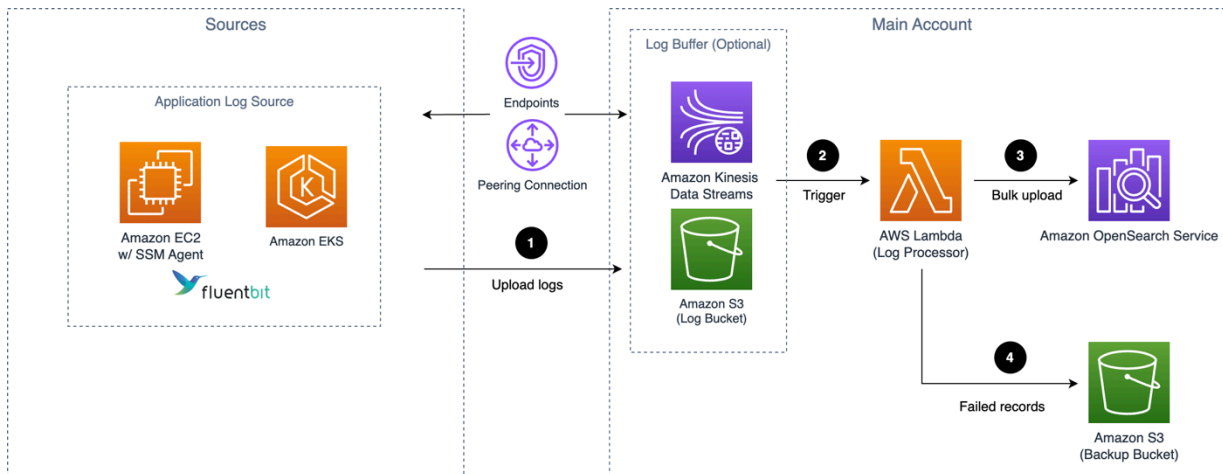 Sources
Main Account
Application Log Source
Amazon EC2
w/ SSM Agent
Amazon EKS
fluentbit
Endpoints
Peering Connection
1
Upload logs
Log Buffer (Optional)
Amazon Kinesis
Data Streams
Amazon S3
(Log Bucket)
2
Trigger
AWS Lambda
(Log Processor)
3
Bulk upload
Amazon OpenSearch Service
4
Failed records
Amazon S3
(Backup Bucket)
K